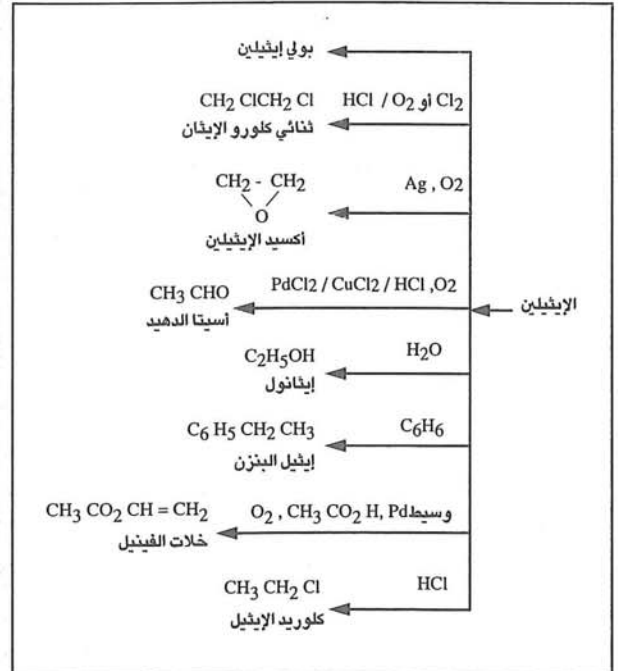 بولي إيثيلين
CH2 ClCH2 Cl
HCl / O2 أو Cl2
ثنائي كلورو الإيثان
CH2 - CH2
O
Ag , O2
أكسيد الإيثيلين
PdCl2 / CuCl2 / HCl ,O2
CH3 CHO
أسيتا الدهيد
الإيثيلين
H2O
C2H5OH
إيثانول
C6H6
C6 H5 CH2 CH3
إيثيل البنزن
O2 , CH3 CO2 H, Pdوسيط
CH3 CO2 CH = CH2
خلات الفينيل
HCl
CH3 CH2 Cl
كلوريد الإيثيل